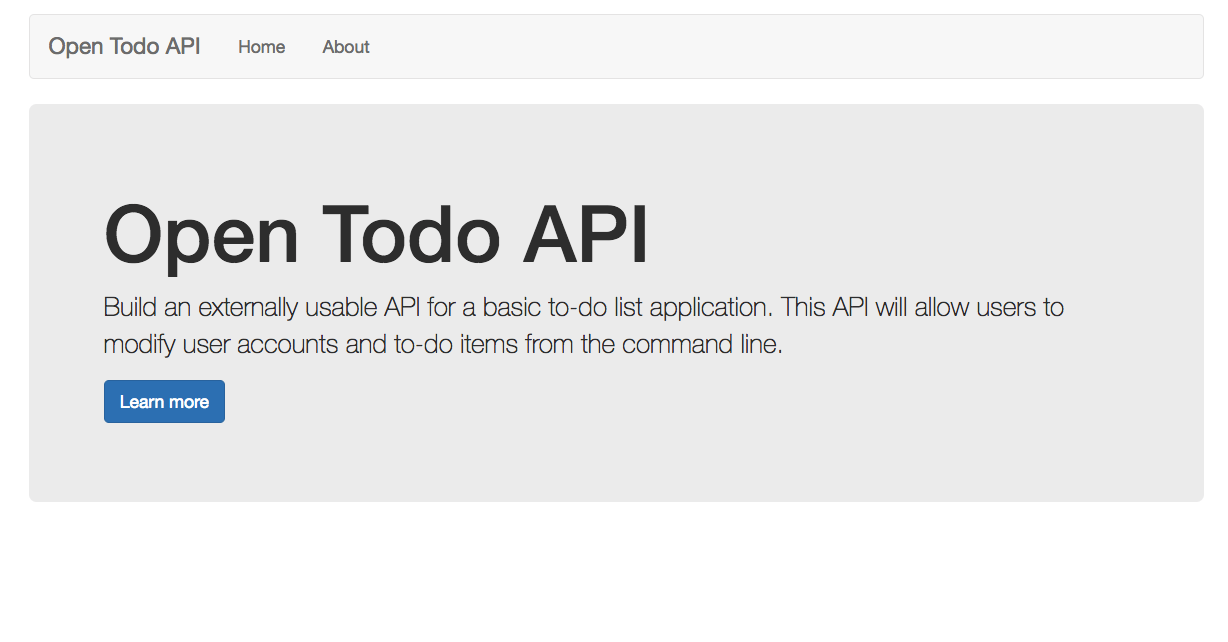 Open Todo API Home About
Open Todo API
Build an externally usable API for a basic to-do list application. This API will allow users to
modify user accounts and to-do items from the command line.
Learn more